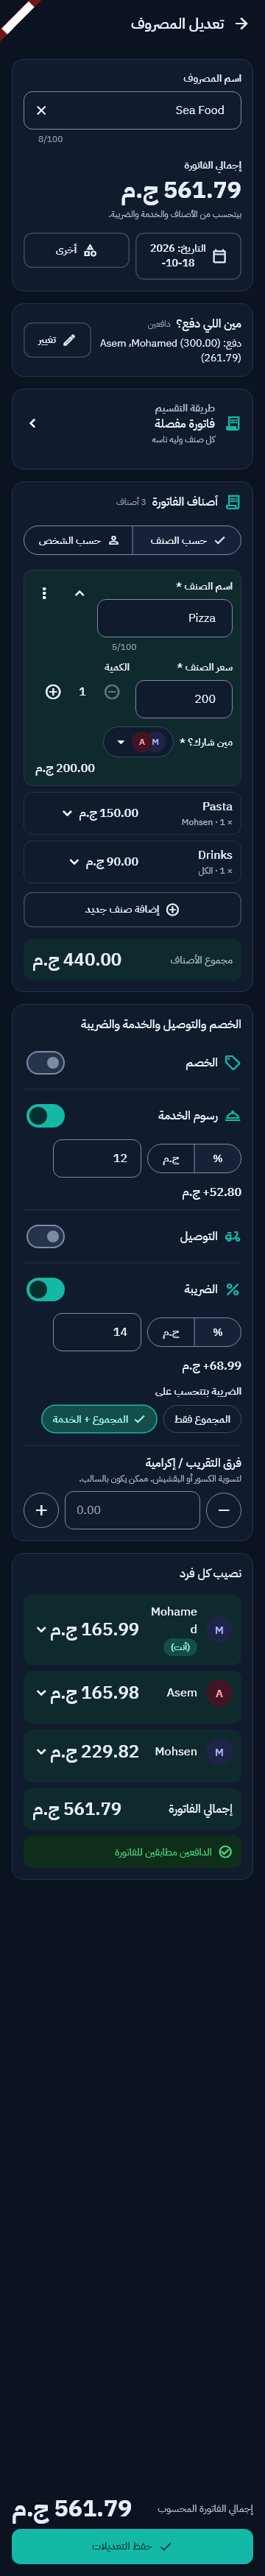 تعديل المصروف
اسم المصروف
Sea Food
8/100
إجمالي الفاتورة
561.79 ج.م
بيتحسب من الأصناف والخدمة والضريبة.
التاريخ: 2026
-10-18
أخرى
مين اللي دفع؟ دافعين
دفع: Asem ،Mohamed (300.00)
(261.79)
تغيير
طريقة التقسيم
فاتورة مفصلة
كل صنف وليه ناسه
أصناف الفاتورة 3 أصناف
حسب الصنف
حسب الشخص
اسم الصنف *
Pizza
5/100
سعر الصنف *
الكمية
200
1
مين شارك؟ *
M
A
200.00 ج.م
Pasta
× 1 · Mohsen
150.00 ج.م
Drinks
× 1 · الكل
90.00 ج.م
إضافة صنف جديد
مجموع الأصناف
440.00 ج.م
الخصم والتوصيل والخدمة والضريبة
الخصم
رسوم الخدمة
%
ج.م
12
+52.80 ج.م
التوصيل
الضريبة
%
ج.م
14
+68.99 ج.م
الضريبة بتتحسب على
المجموع فقط
المجموع + الخدمة
فرق التقريب / إكرامية
لتسوية الكسور أو البقشيش. ممكن يكون بالسالب.
0.00
نصيب كل فرد
M
Mohame
d
(أنت)
165.99 ج.م
A
Asem
165.98 ج.م
M
Mohsen
229.82 ج.م
إجمالي الفاتورة
561.79 ج.م
الدافعين مطابقين للفاتورة
إجمالي الفاتورة المحسوب
561.79 ج.م
حفظ التعديلات